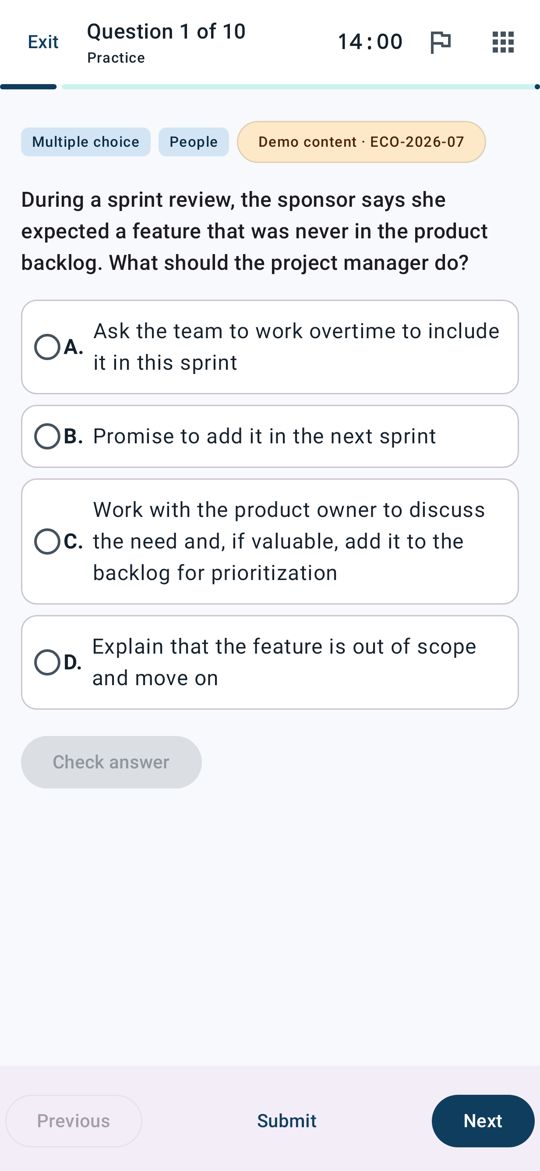 Exit
Question 1 of 10
Practice
14:00
Multiple choice
People
Demo content · ECO-2026-07
During a sprint review, the sponsor says she
expected a feature that was never in the product
backlog. What should the project manager do?
A. Ask the team to work overtime to include
it in this sprint
B. Promise to add it in the next sprint
C. Work with the product owner to discuss
the need and, if valuable, add it to the
backlog for prioritization
D. Explain that the feature is out of scope
and move on
Check answer
Previous
Submit
Next